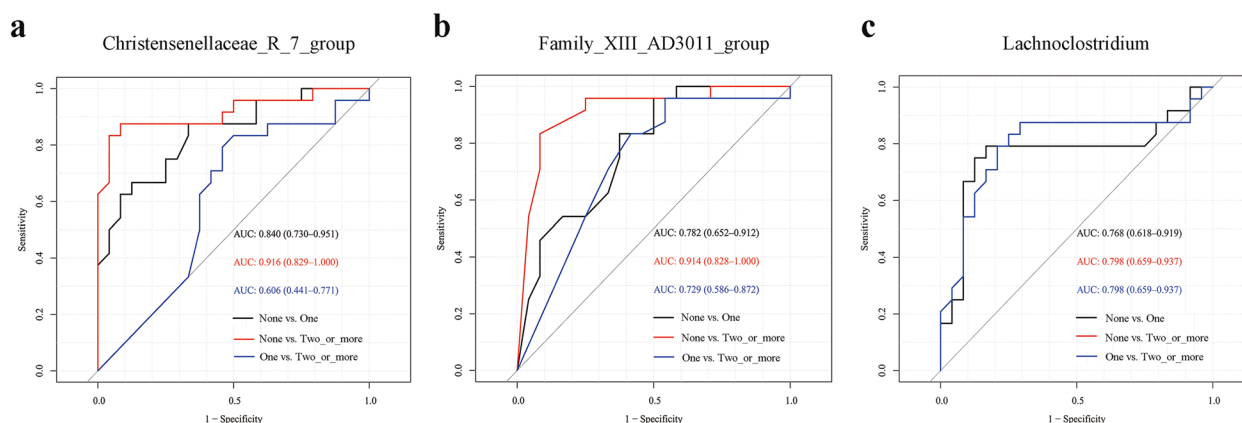 a
Christensenellaceae_R_7_group
Sensitivity
1.0
0.8
0.6
0.4
0.2
0.0
AUC: 0.840 (0.730–0.951)
AUC: 0.916 (0.829–1.000)
AUC: 0.606 (0.441–0.771)
None vs. One
None vs. Two_or_more
One vs. Two_or_more
0.0 0.5 1.0
1 − Specificity
b
Family_XIII_AD3011_group
Sensitivity
1.0
0.8
0.6
0.4
0.2
0.0
AUC: 0.782 (0.652–0.912)
AUC: 0.914 (0.828–1.000)
AUC: 0.729 (0.586–0.872)
None vs. One
None vs. Two_or_more
One vs. Two_or_more
0.0 0.5 1.0
1 − Specificity
c
Lachnoclostridium
Sensitivity
1.0
0.8
0.6
0.4
0.2
0.0
AUC: 0.768 (0.618–0.919)
AUC: 0.798 (0.659–0.937)
AUC: 0.798 (0.659–0.937)
None vs. One
None vs. Two_or_more
One vs. Two_or_more
0.0 0.5 1.0
1 − Specificity